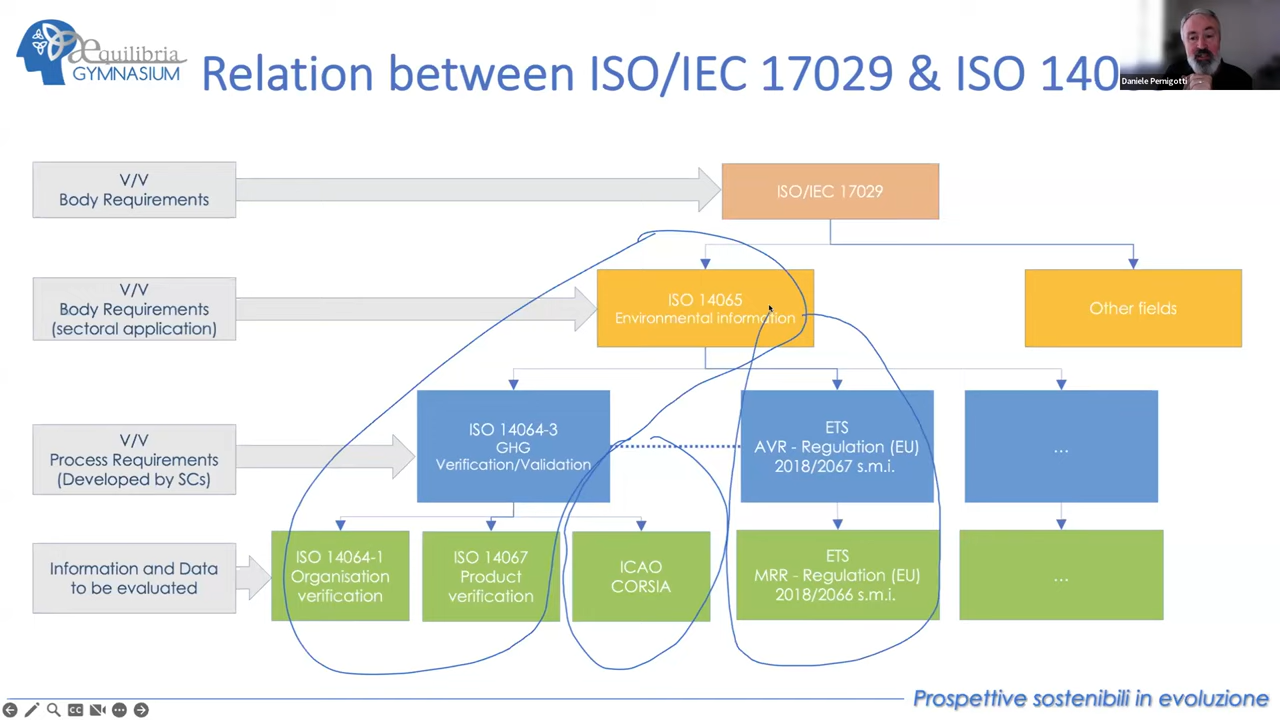 æquilibria
GYMNASIUM
Relation between ISO/IEC 17029 & ISO 140
Daniele Pernigotti
V/V
Body Requirements
ISO/IEC 17029
V/V
Body Requirements
(sectoral application)
ISO 14065
Environmental information
Other fields
V/V
Process Requirements
(Developed by SCs)
ISO 14064-3
GHG
Verification/Validation
ETS
AVR - Regulation (EU)
2018/2067 s.m.i.
...
Information and Data
to be evaluated
ISO 14064-1
Organisation
verification
ISO 14067
Product
verification
ICAO
CORSIA
ETS
MRR - Regulation (EU)
2018/2066 s.m.i.
...
Prospettive sostenibili in evoluzione